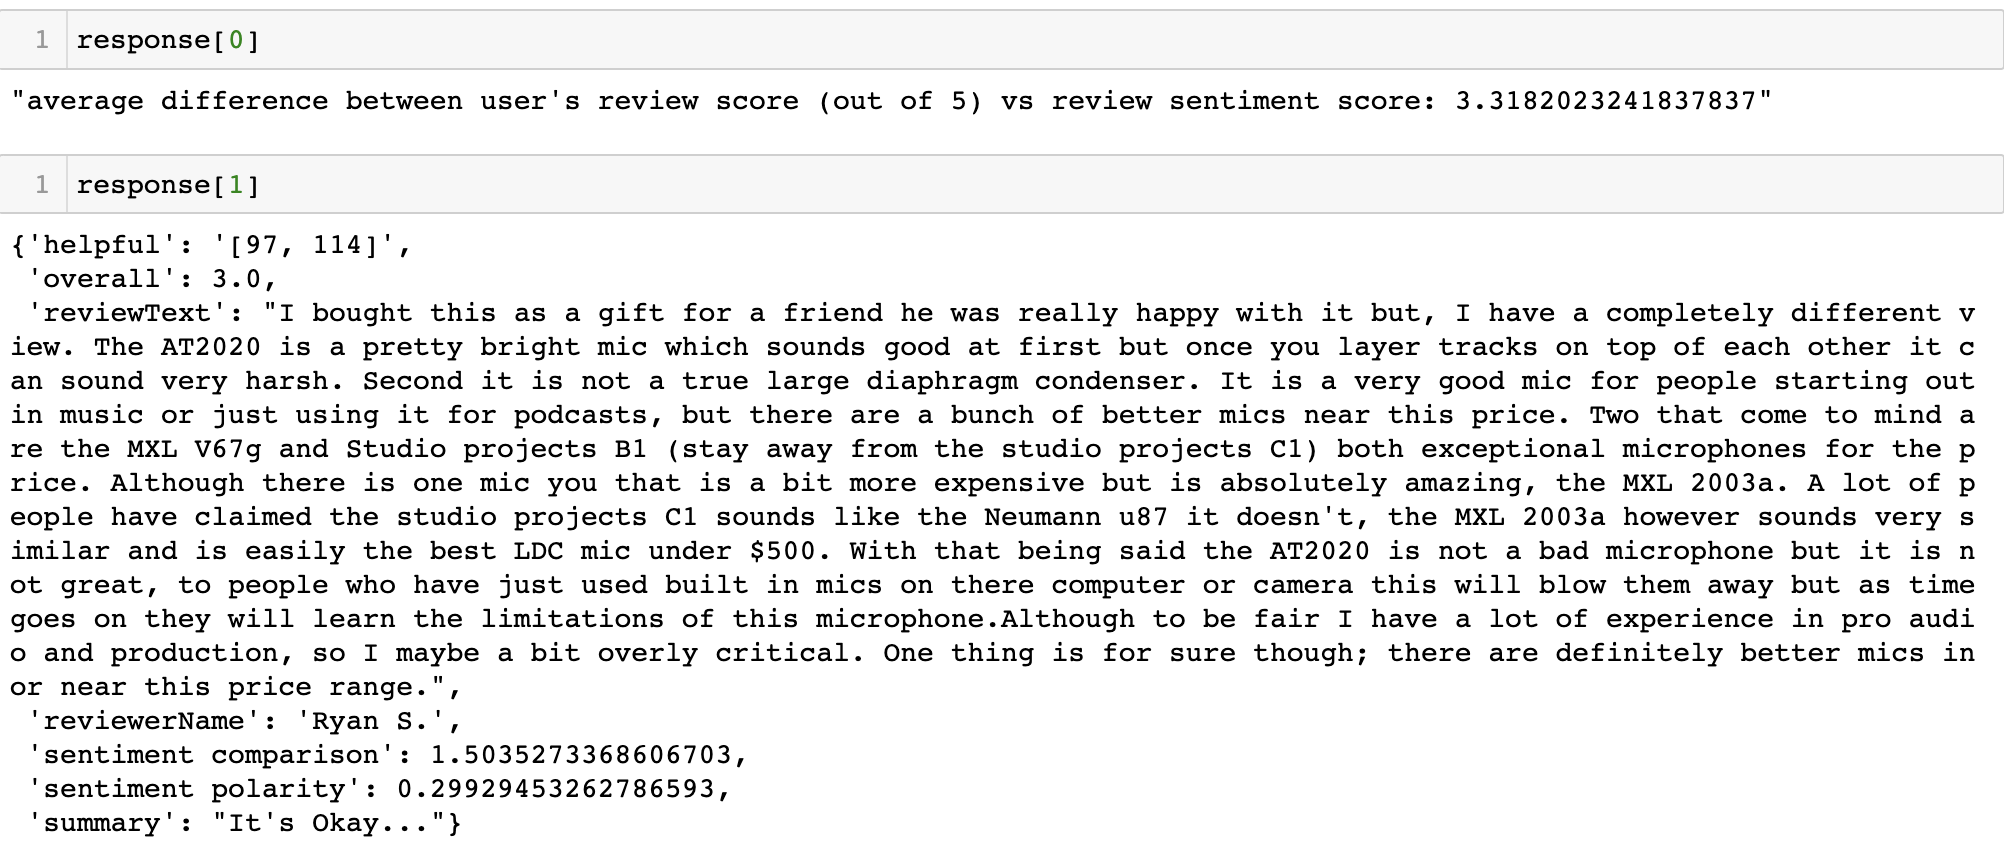 1 response[0]
"average difference between user's review score (out of 5) vs review sentiment score: 3.3182023241837837"
1 response[1]
{'helpful': '[97, 114]',
'overall': 3.0,
'reviewText': "I bought this as a gift for a friend he was really happy with it but, I have a completely different v
iew. The AT2020 is a pretty bright mic which sounds good at first but once you layer tracks on top of each other it c
an sound very harsh. Second it is not a true large diaphragm condenser. It is a very good mic for people starting out
in music or just using it for podcasts, but there are a bunch of better mics near this price. Two that come to mind a
re the MXL V67g and Studio projects B1 (stay away from the studio projects C1) both exceptional microphones for the p
rice. Although there is one mic you that is a bit more expensive but is absolutely amazing, the MXL 2003a. A lot of p
eople have claimed the studio projects C1 sounds like the Neumann u87 it doesn't, the MXL 2003a however sounds very s
imilar and is easily the best LDC mic under $500. With that being said the AT2020 is not a bad microphone but it is n
ot great, to people who have just used built in mics on there computer or camera this will blow them away but as time
goes on they will learn the limitations of this microphone.Although to be fair I have a lot of experience in pro audi
o and production, so I maybe a bit overly critical. One thing is for sure though; there are definitely better mics in
or near this price range.",
'reviewerName': 'Ryan S.',
'sentiment comparison': 1.5035273368606703,
'sentiment polarity': 0.29929453262786593,
'summary': "It's Okay..."}